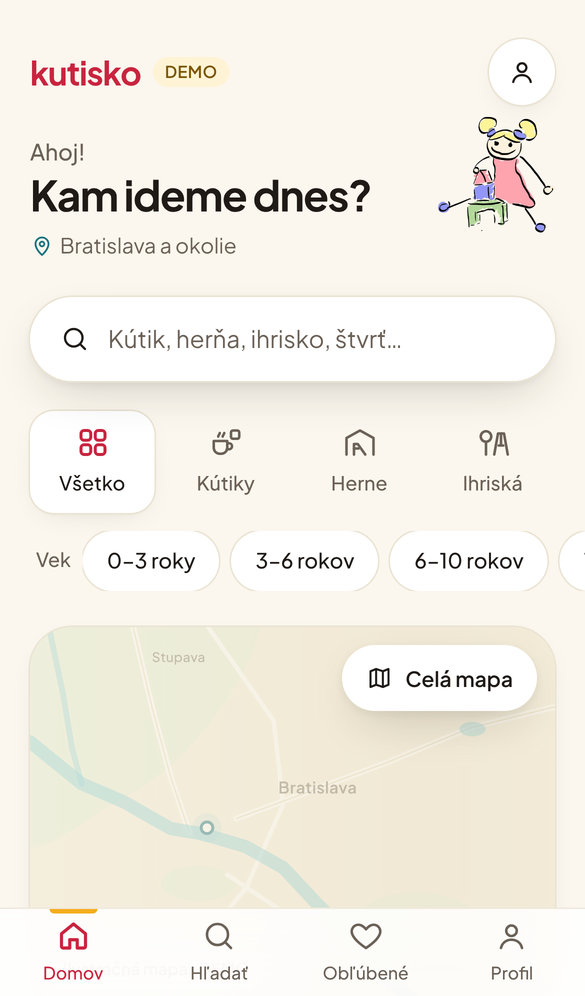 kutisko DEMO
Ahoj!
Kam ideme dnes?
Bratislava a okolie
Kútik, herňa, ihrisko, štvrť...
Všetko Kútiky Herne Ihriská
Vek 0–3 roky 3–6 rokov 6–10 rokov
Stupava
Celá mapa
Bratislava
Domov Hľadať Obľúbené Profil